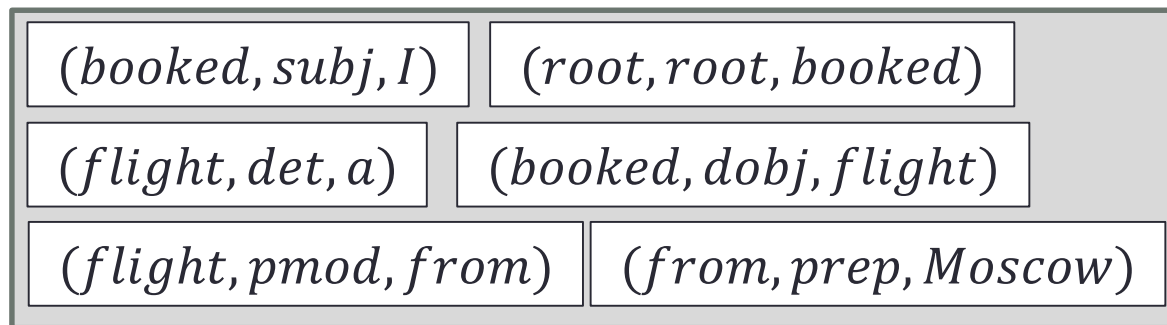 (booked, subj, I) (root, root, booked)
(flight, det, a) (booked, dobj, flight)
(flight, pmod, from) (from, prep, Moscow)